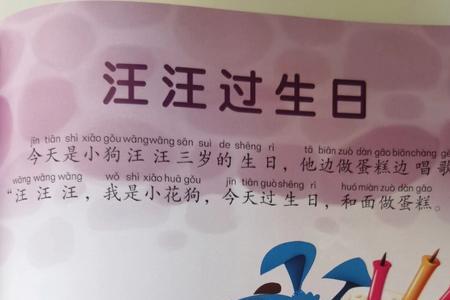 汪汪过生日
jīn tiān shì xiǎo gǒu wāng wāng sān suì de shēng rì tā biān zuò dàn gāo biān chàng gē
今天是小狗汪汪三岁的生日，他边做蛋糕边唱歌
wāng wāng wāng wǒ shì xiǎo huā gǒu jīn tiān guò shēng rì huó miàn zuò dàn gāo
“汪汪汪，我是小花狗，今天过生日，和面做蛋糕。